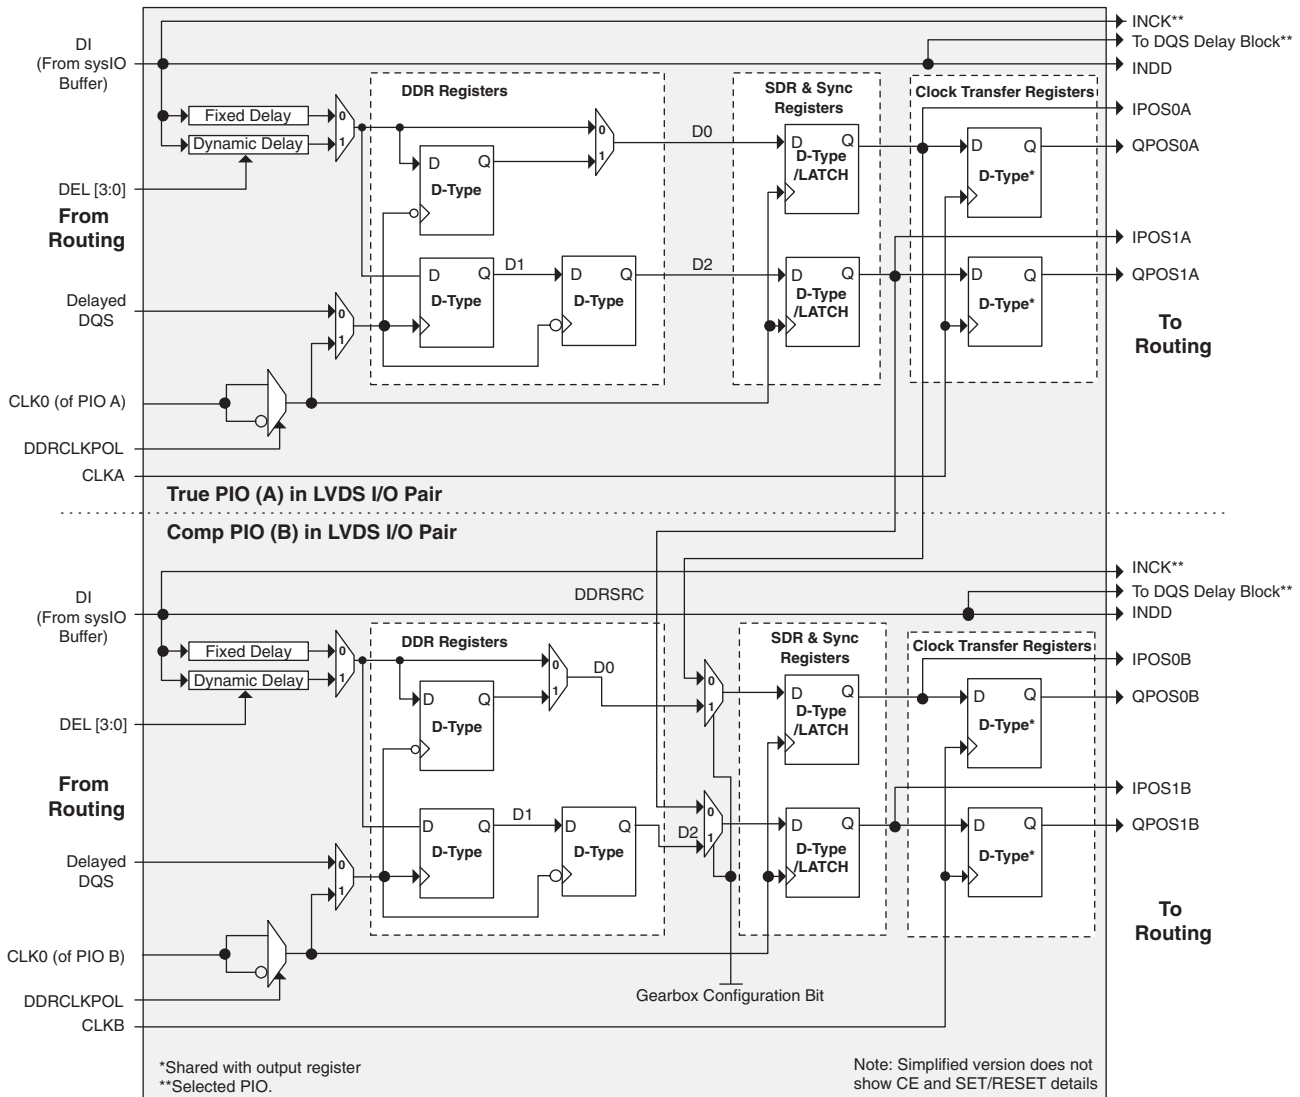 INCK**
DI
(From sysIO
Buffer)
To DQS Delay Block**
INDD
DDR Registers
SDR & Sync
Registers
Clock Transfer Registers
Fixed Delay
Dynamic Delay
0
1
0
1
D0
IPOS0A
D Q
D-Type
D Q
D-Type
/LATCH
D Q
D-Type*
QPOS0A
DEL [3:0]
From
Routing
IPOS1A
D Q
D-Type
D1
D Q
D-Type
D2
D Q
D-Type
/LATCH
D Q
D-Type*
QPOS1A
Delayed
DQS
0
1
To
Routing
CLK0 (of PIO A)
DDRCLKPOL
CLKA
True PIO (A) in LVDS I/O Pair
Comp PIO (B) in LVDS I/O Pair
INCK**
DI
(From sysIO
Buffer)
DDRSRC
To DQS Delay Block**
INDD
DDR Registers
SDR & Sync
Registers
Clock Transfer Registers
Fixed Delay
Dynamic Delay
0
1
0
1
D0
0
1
IPOS0B
D Q
D-Type
D Q
D-Type
/LATCH
D Q
D-Type*
QPOS0B
DEL [3:0]
From
Routing
IPOS1B
D Q
D-Type
D1
D Q
D-Type
D2
0
1
D Q
D-Type
/LATCH
D Q
D-Type*
QPOS1B
Delayed
DQS
0
1
To
Routing
CLK0 (of PIO B)
DDRCLKPOL
Gearbox Configuration Bit
CLKB
*Shared with output register
**Selected PIO.
Note: Simplified version does not
show CE and SET/RESET details